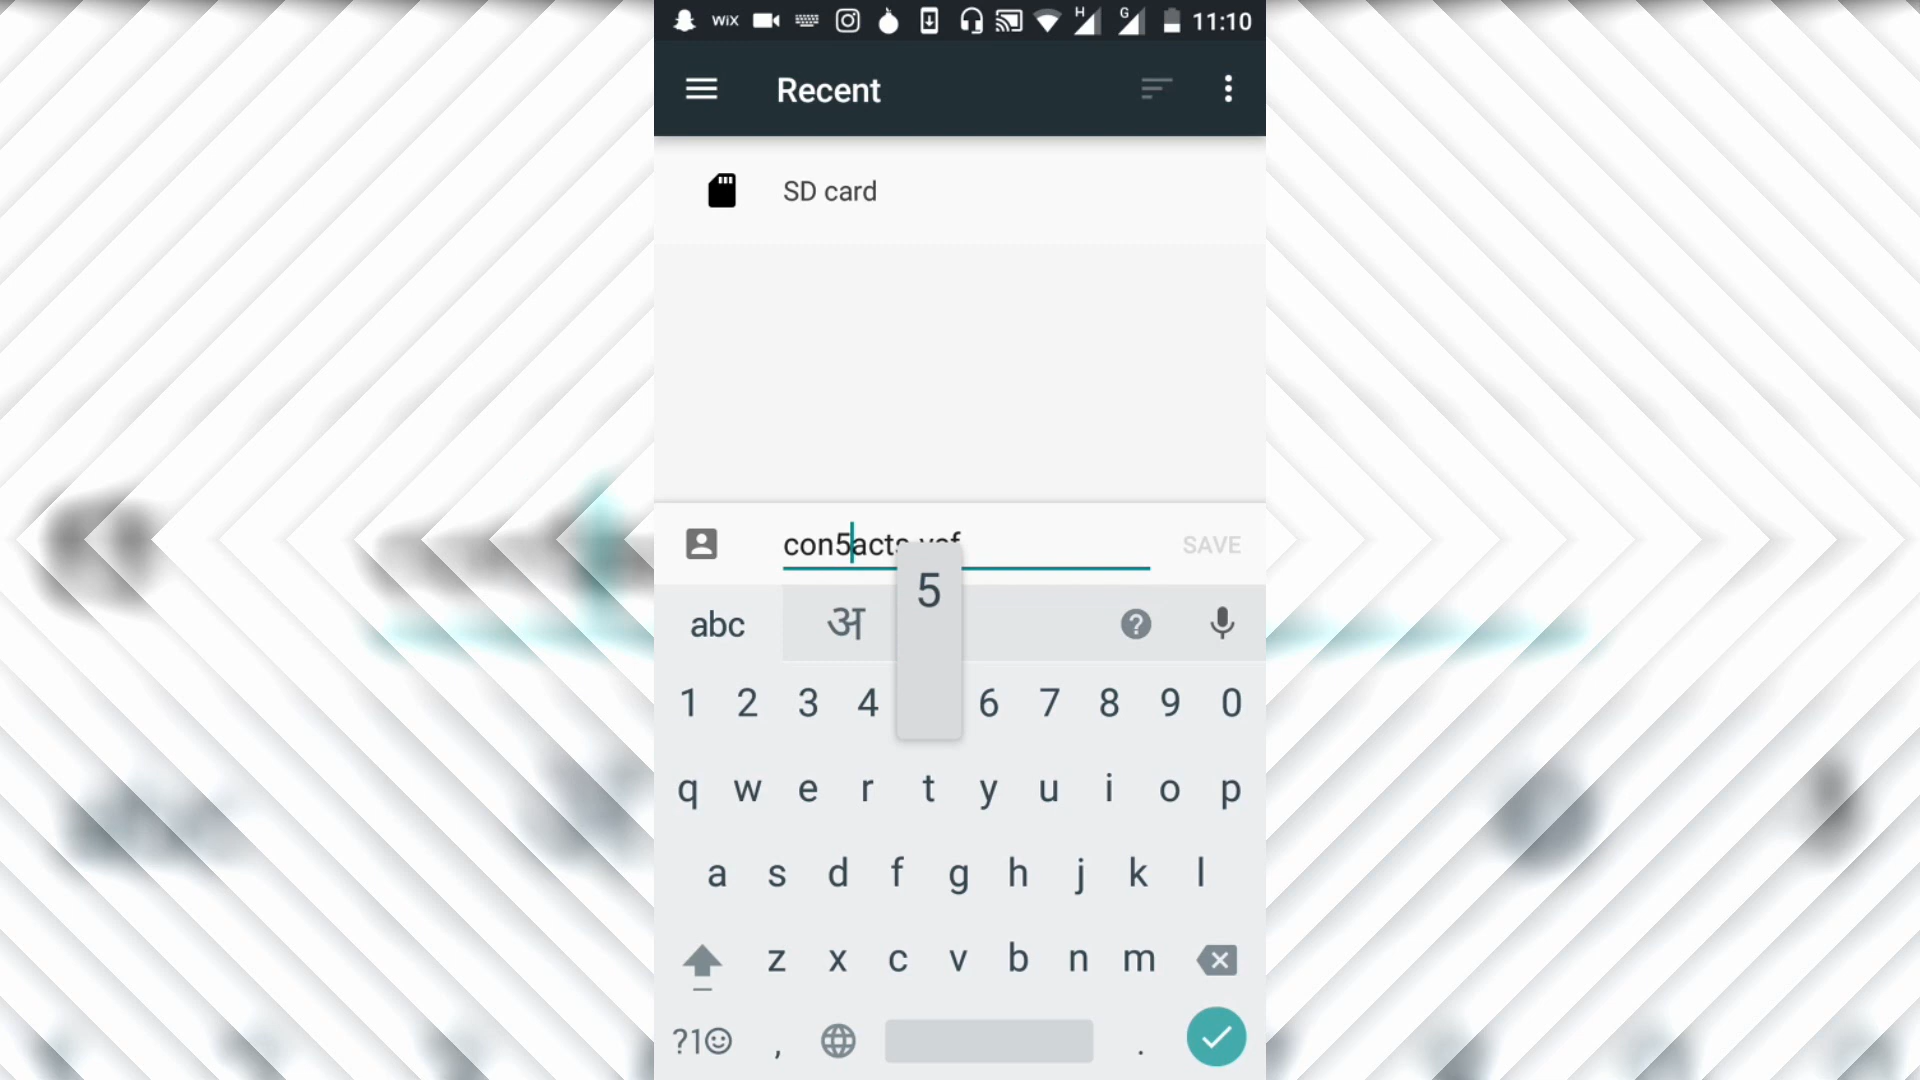 WiX H G 11:10
Recent
SD card
con5acts.vcf SAVE
5
abc अ ?
1 2 3 4 6 7 8 9 0
q w e r t y u i o p
a s d f g h j k l
z x c v b n m
?1 , .